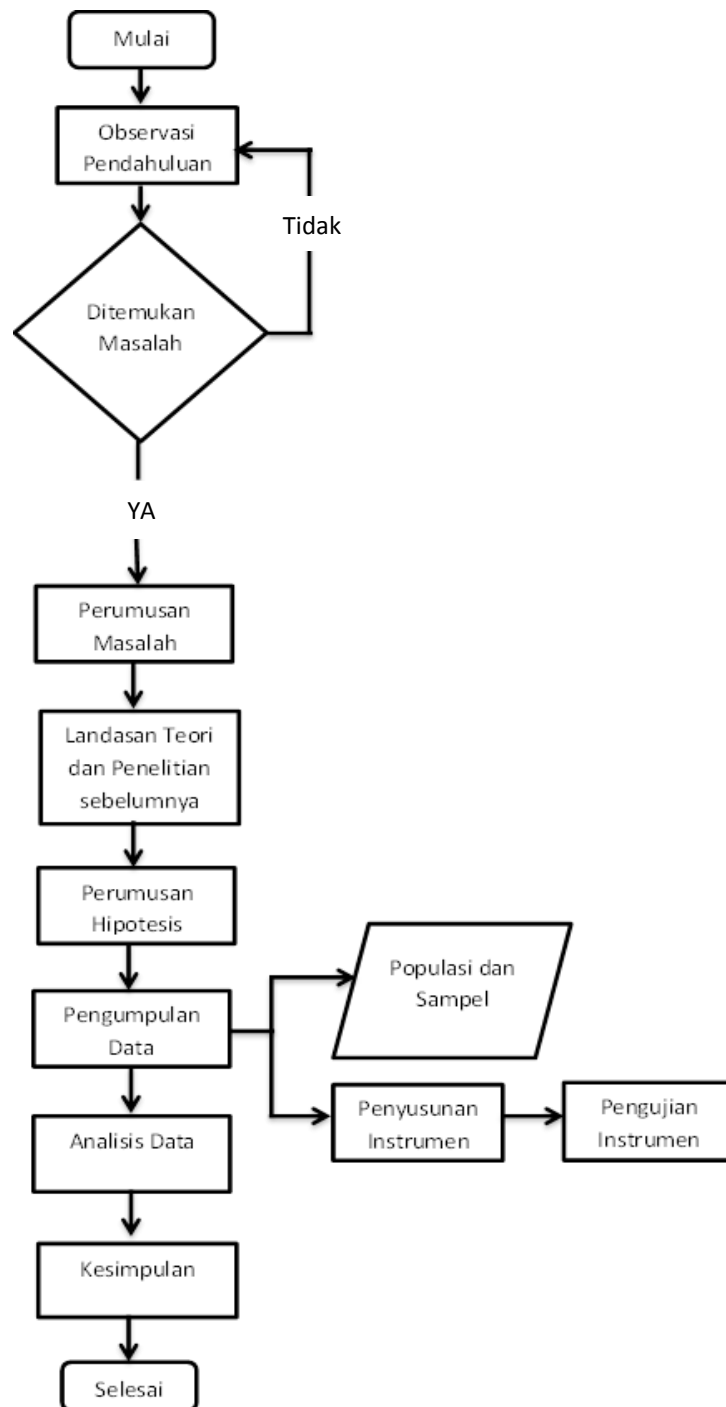 Mulai
Observasi
Pendahuluan
Tidak
Ditemukan
Masalah
YA
Perumusan
Masalah
Landasan Teori
dan Penelitian
sebelumnya
Perumusan
Hipotesis
Populasi dan
Sampel
Pengumpulan
Data
Penyusunan
Instrumen
Pengujian
Instrumen
Analisis Data
Kesimpulan
Selesai